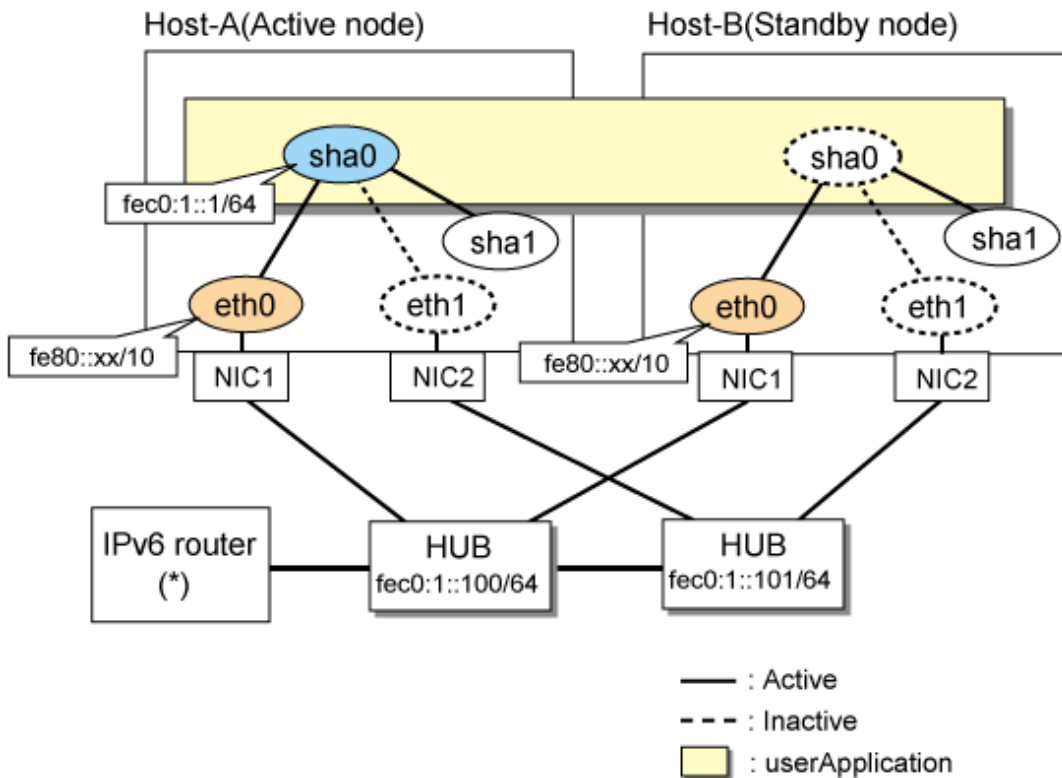 Host-A(Active node)
Host-B(Standby node)
sha0
sha0
fec0:1::1/64
sha1
sha1
eth0
eth1
eth0
eth1
fe80::xx/10
fe80::xx/10
NIC1
NIC2
NIC1
NIC2
IPv6 router
(*)
HUB
fec0:1::100/64
HUB
fec0:1::101/64
: Active
: Inactive
: userApplication